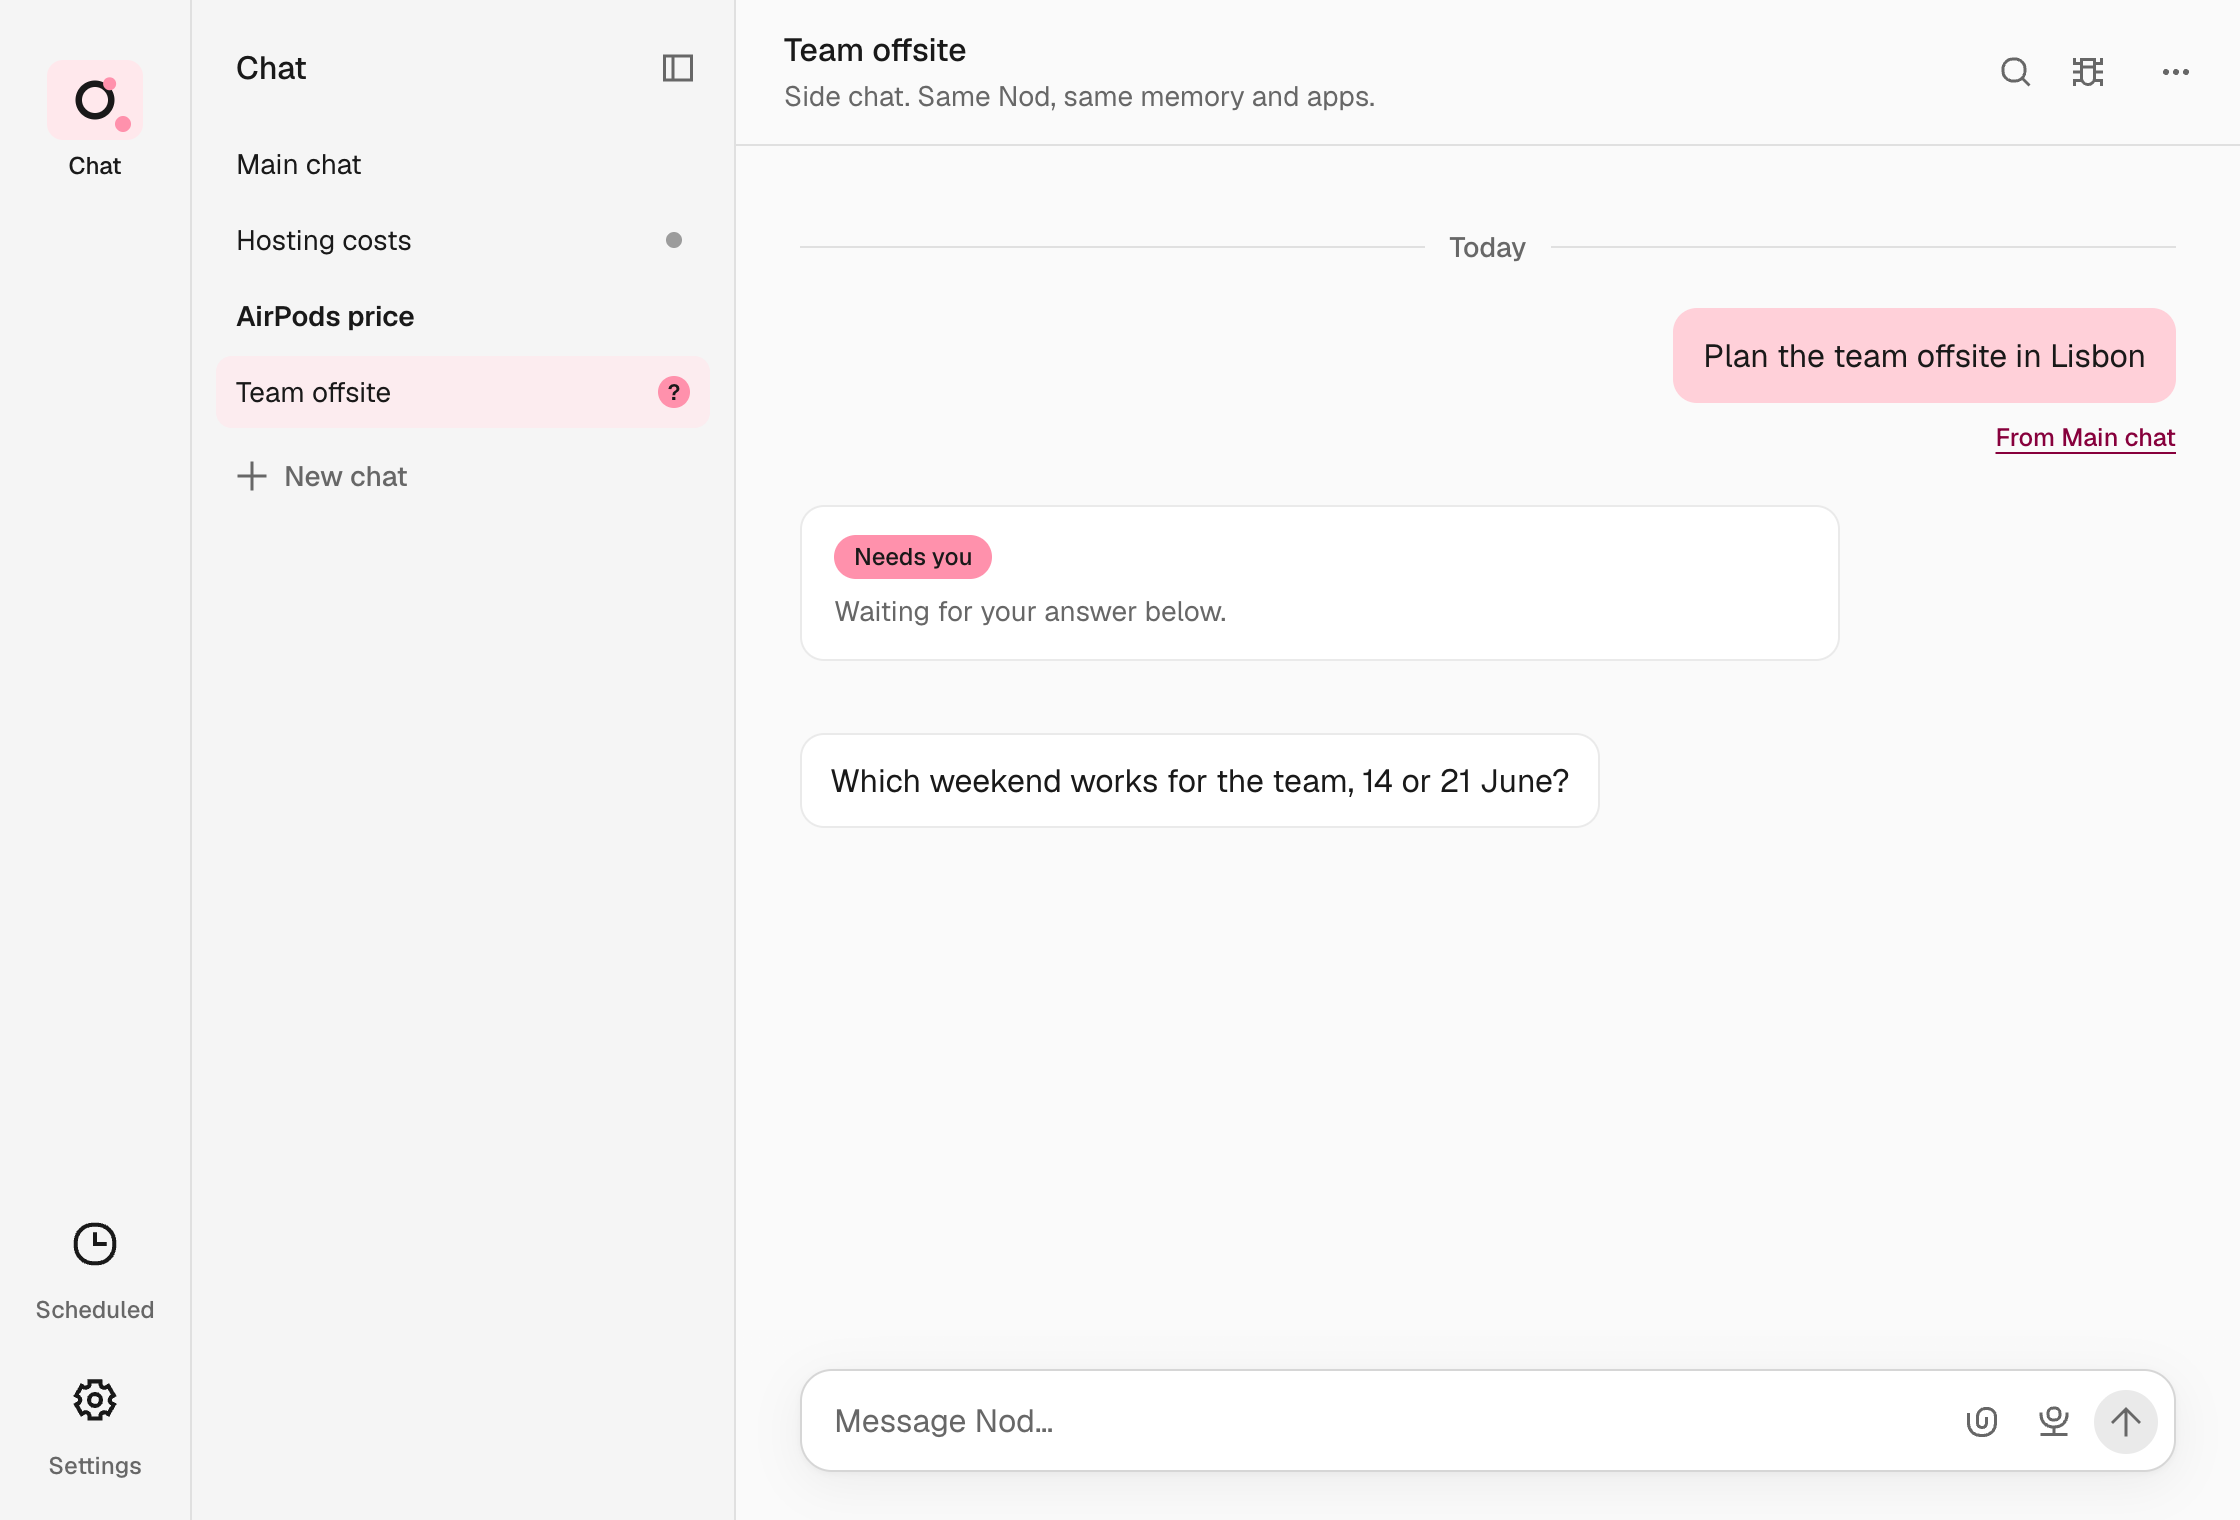 Chat
Scheduled
Settings
Chat
Main chat
Hosting costs
AirPods price
Team offsite
?
New chat
Team offsite
Side chat. Same Nod, same memory and apps.
Today
Plan the team offsite in Lisbon
From Main chat
Needs you
Waiting for your answer below.
Which weekend works for the team, 14 or 21 June?
Message Nod…